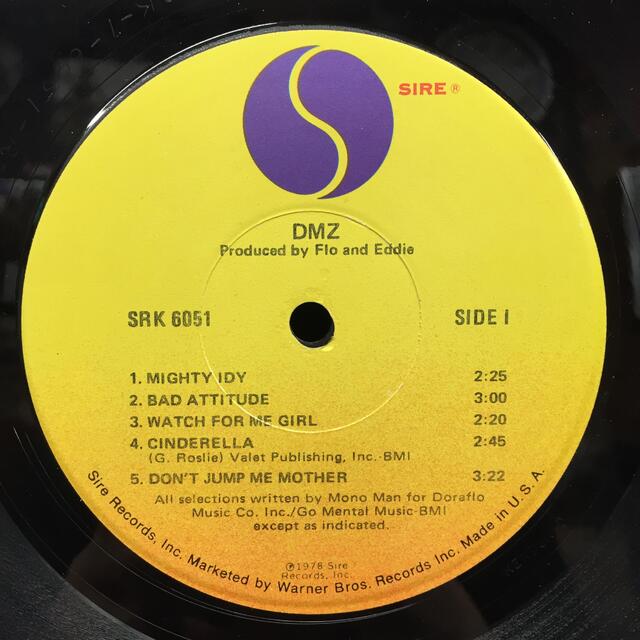 SIRE ®
DMZ
Produced by Flo and Eddie
SRK 6051
SIDE I
1. MIGHTY IDY 2:25
2. BAD ATTITUDE 3:00
3. WATCH FOR ME GIRL 2:20
4. CINDERELLA 2:45
(G. Roslie) Valet Publishing, Inc.-BMI
5. DON'T JUMP ME MOTHER 3:22
All selections written by Mono Man for Doraflo
Music Co. Inc./Go Mental Music-BMI
except as indicated.
℗1978 Sire
Records, Inc.
Sire Records, Inc. Marketed by Warner Bros. Records Inc. Made in U.S.A.